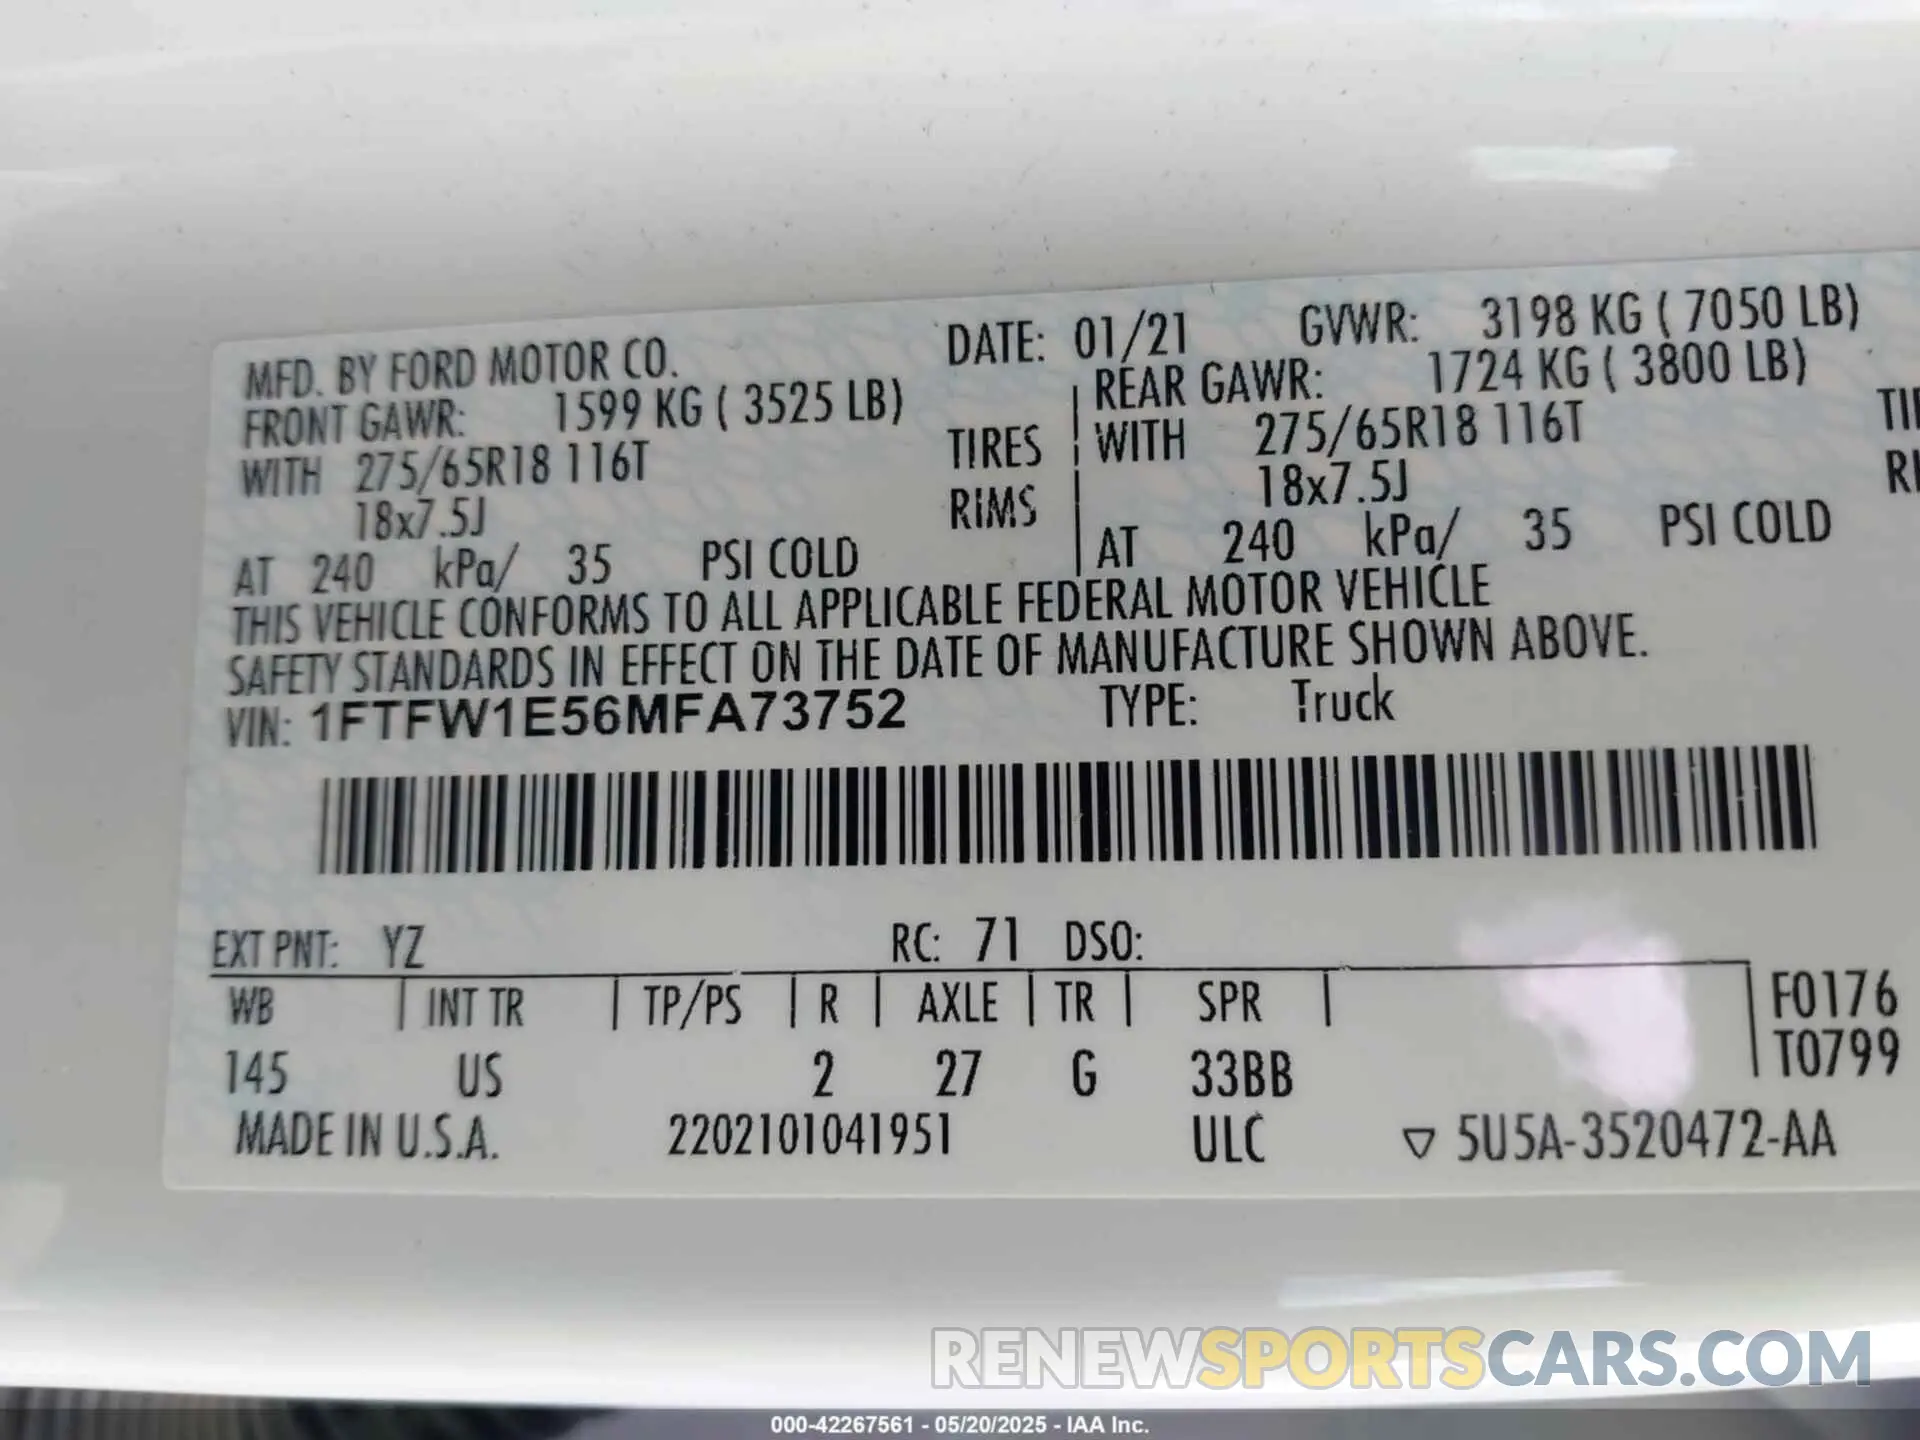 MFD. BY FORD MOTOR CO. DATE: 01/21 GVWR: 3198 KG ( 7050 LB)
FRONT GAWR: 1599 KG ( 3525 LB) REAR GAWR: 1724 KG ( 3800 LB)
WITH 275/65R18 116T TIRES WITH 275/65R18 116T
18x7.5J RIMS 18x7.5J
AT 240 kPa/ 35 PSI COLD AT 240 kPa/ 35 PSI COLD
THIS VEHICLE CONFORMS TO ALL APPLICABLE FEDERAL MOTOR VEHICLE
SAFETY STANDARDS IN EFFECT ON THE DATE OF MANUFACTURE SHOWN ABOVE.
VIN: 1FTFW1E56MFA73752 TYPE: Truck
EXT PNT: YZ RC: 71 DSO:
WB INT TR TP/PS R AXLE TR SPR F0176
145 US 2 27 G 33BB T0799
MADE IN U.S.A. 2202101041951 ULC ▽ 5U5A-3520472-AA
RENEWSPORTSCARS.COM
000-42267561 - 05/20/2025 - IAA Inc.